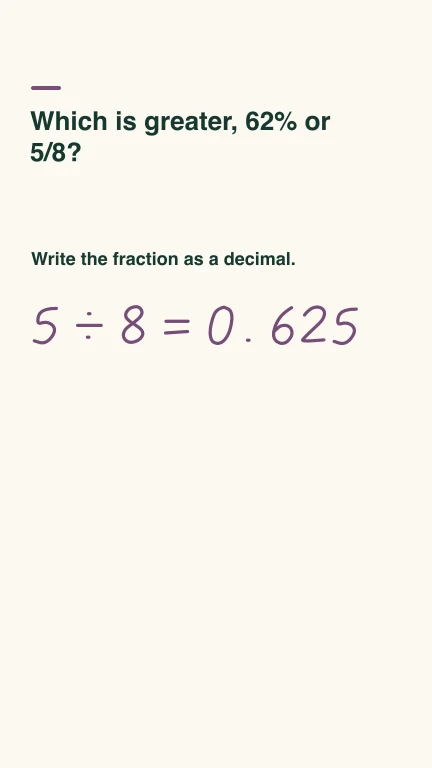 Which is greater, 62% or
5/8?
Write the fraction as a decimal.
5 ÷ 8 = 0.625